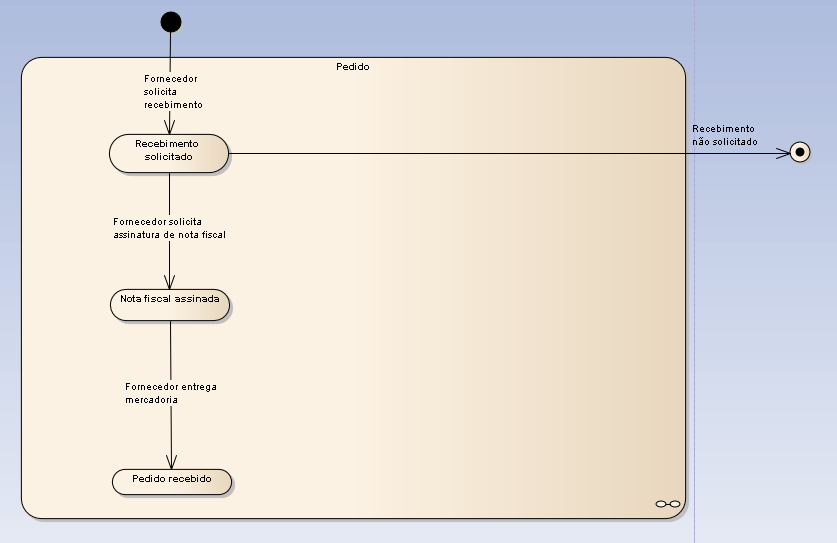 Pedido
Fornecedor
solicita
recebimento
Recebimento
solicitado
Recebimento
não solicitado
Fornecedor solicita
assinatura de nota fiscal
Nota fiscal assinada
Fornecedor entrega
mercadoria
Pedido recebido